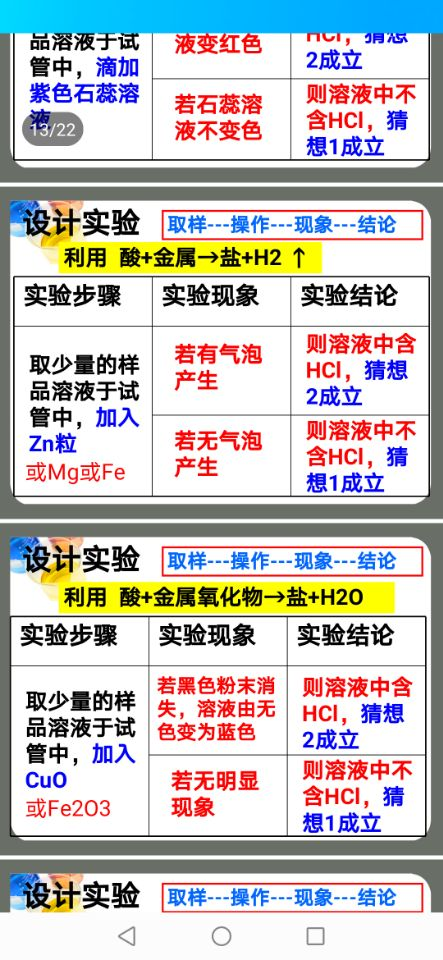 品溶液于试
管中，滴加
紫色石蕊溶
液
13/22
液变红色
HCl，猜想
2成立
若石蕊溶
液不变色
则溶液中不
含HCl，猜
想1成立
设计实验
取样---操作---现象---结论
利用 酸+金属→盐+H2 ↑
实验步骤
实验现象
实验结论
取少量的样
品溶液于试
管中，加入
Zn粒
或Mg或Fe
若有气泡
产生
则溶液中含
HCl，猜想
2成立
若无气泡
产生
则溶液中不
含HCl，猜
想1成立
设计实验
取样---操作---现象---结论
利用 酸+金属氧化物→盐+H2O
实验步骤
实验现象
实验结论
取少量的样
品溶液于试
管中，加入
CuO
或Fe2O3
若黑色粉末消
失，溶液由无
色变为蓝色
则溶液中含
HCl，猜想
2成立
若无明显
现象
则溶液中不
含HCl，猜
想1成立
设计实验
取样---操作---现象---结论